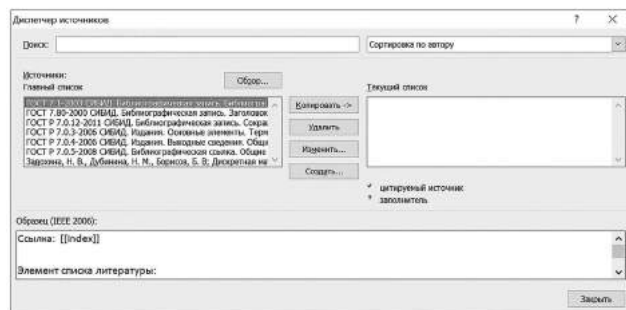 Диспетчер источников ? ×
Поиск: Сортировка по автору
Источники:
Главный список Обзор... Текущий список
ГОСТ 7.1-2003 СИБИД. Библиографическая запись. Библиогра
ГОСТ 7.80-2000 СИБИД. Библиографическая запись. Заголовок
ГОСТ Р 7.0.12-2011 СИБИД. Библиографическая запись. Сокра
ГОСТ Р 7.0.3-2006 СИБИД. Издания. Основные элементы. Терм
ГОСТ Р 7.0.4-2006 СИБИД. Издания. Выходные сведения. Общи
ГОСТ Р 7.0.5-2008 СИБИД. Библиографическая ссылка. Общие
Задохина, Н. В., Дубинина, Н. М., Борисов, Б. В; Дискретная ма
Копировать ->
Удалить
Изменить...
Создать...
✓ цитируемый источник
? заполнитель
Образец (IEEE 2006):
Ссылка: [[Index]]
Элемент списка литературы:
Закрыть